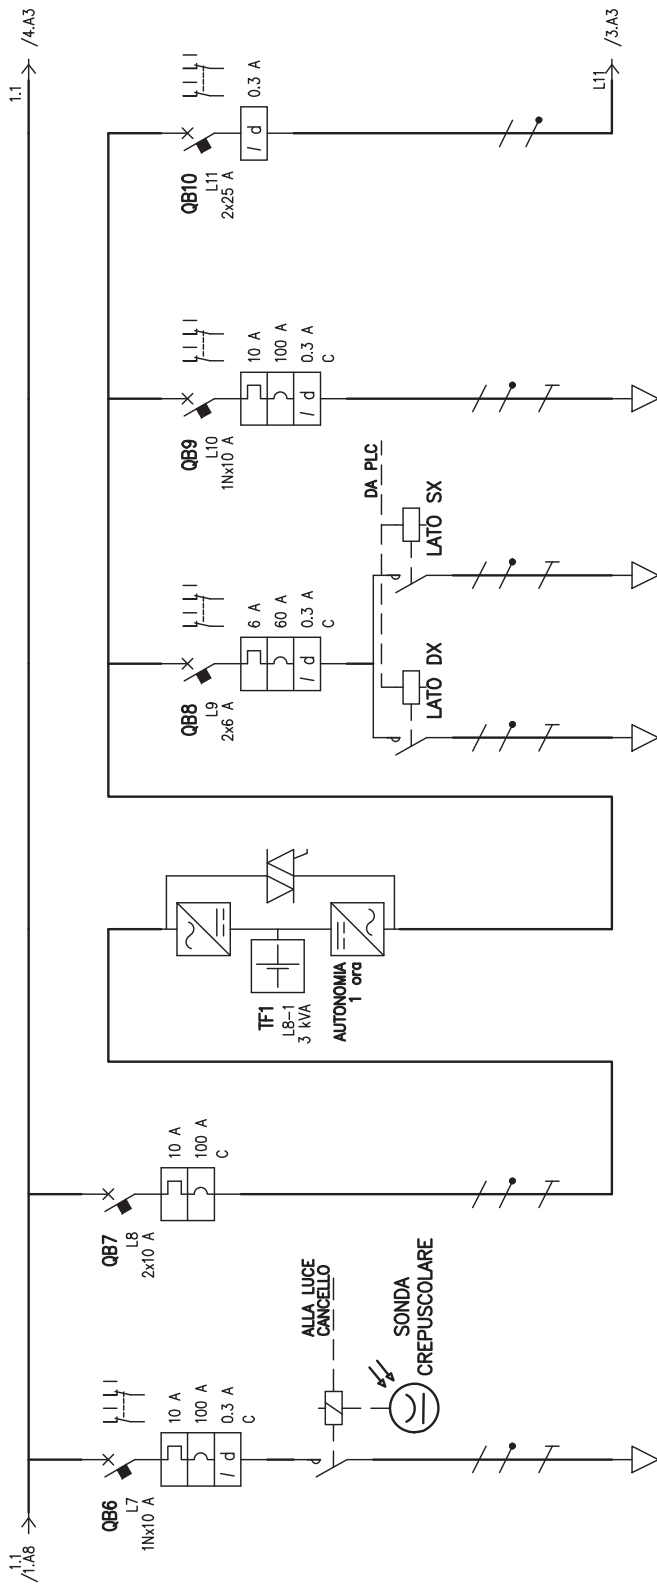 1.1
/1.A8
QB6
L7
1Nx10 A
10 A
100 A
0.3 A
C
I d
ALLA LUCE
CANCELLO
SONDA
CREPUSCOLARE
QB7
L8
2x10 A
10 A
100 A
C
TF1
L8-1
3 kVA
AUTONOMIA
1 ora
QB8
L9
2x6 A
6 A
60 A
0.3 A
C
I d
LATO DX
DA PLC
LATO SX
QB9
L10
1Nx10 A
10 A
100 A
0.3 A
C
I d
QB10
L11
2x25 A
0.3 A
I d
1.1
/4.A3
L11
/3.A3